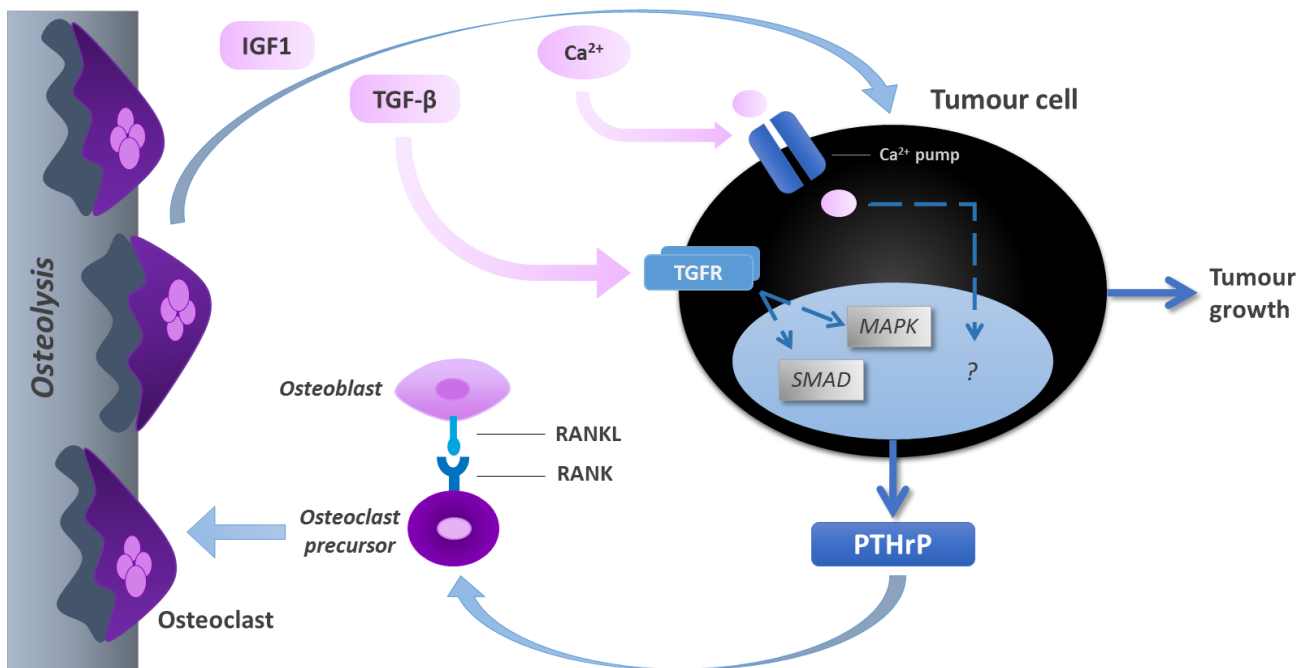 IGF1
Ca²⁺
TGF-β
Tumour cell
Ca²⁺ pump
TGFR
Tumour
growth
MAPK
SMAD
?
Osteolysis
Osteoblast
RANKL
RANK
Osteoclast
precursor
PTHrP
Osteoclast